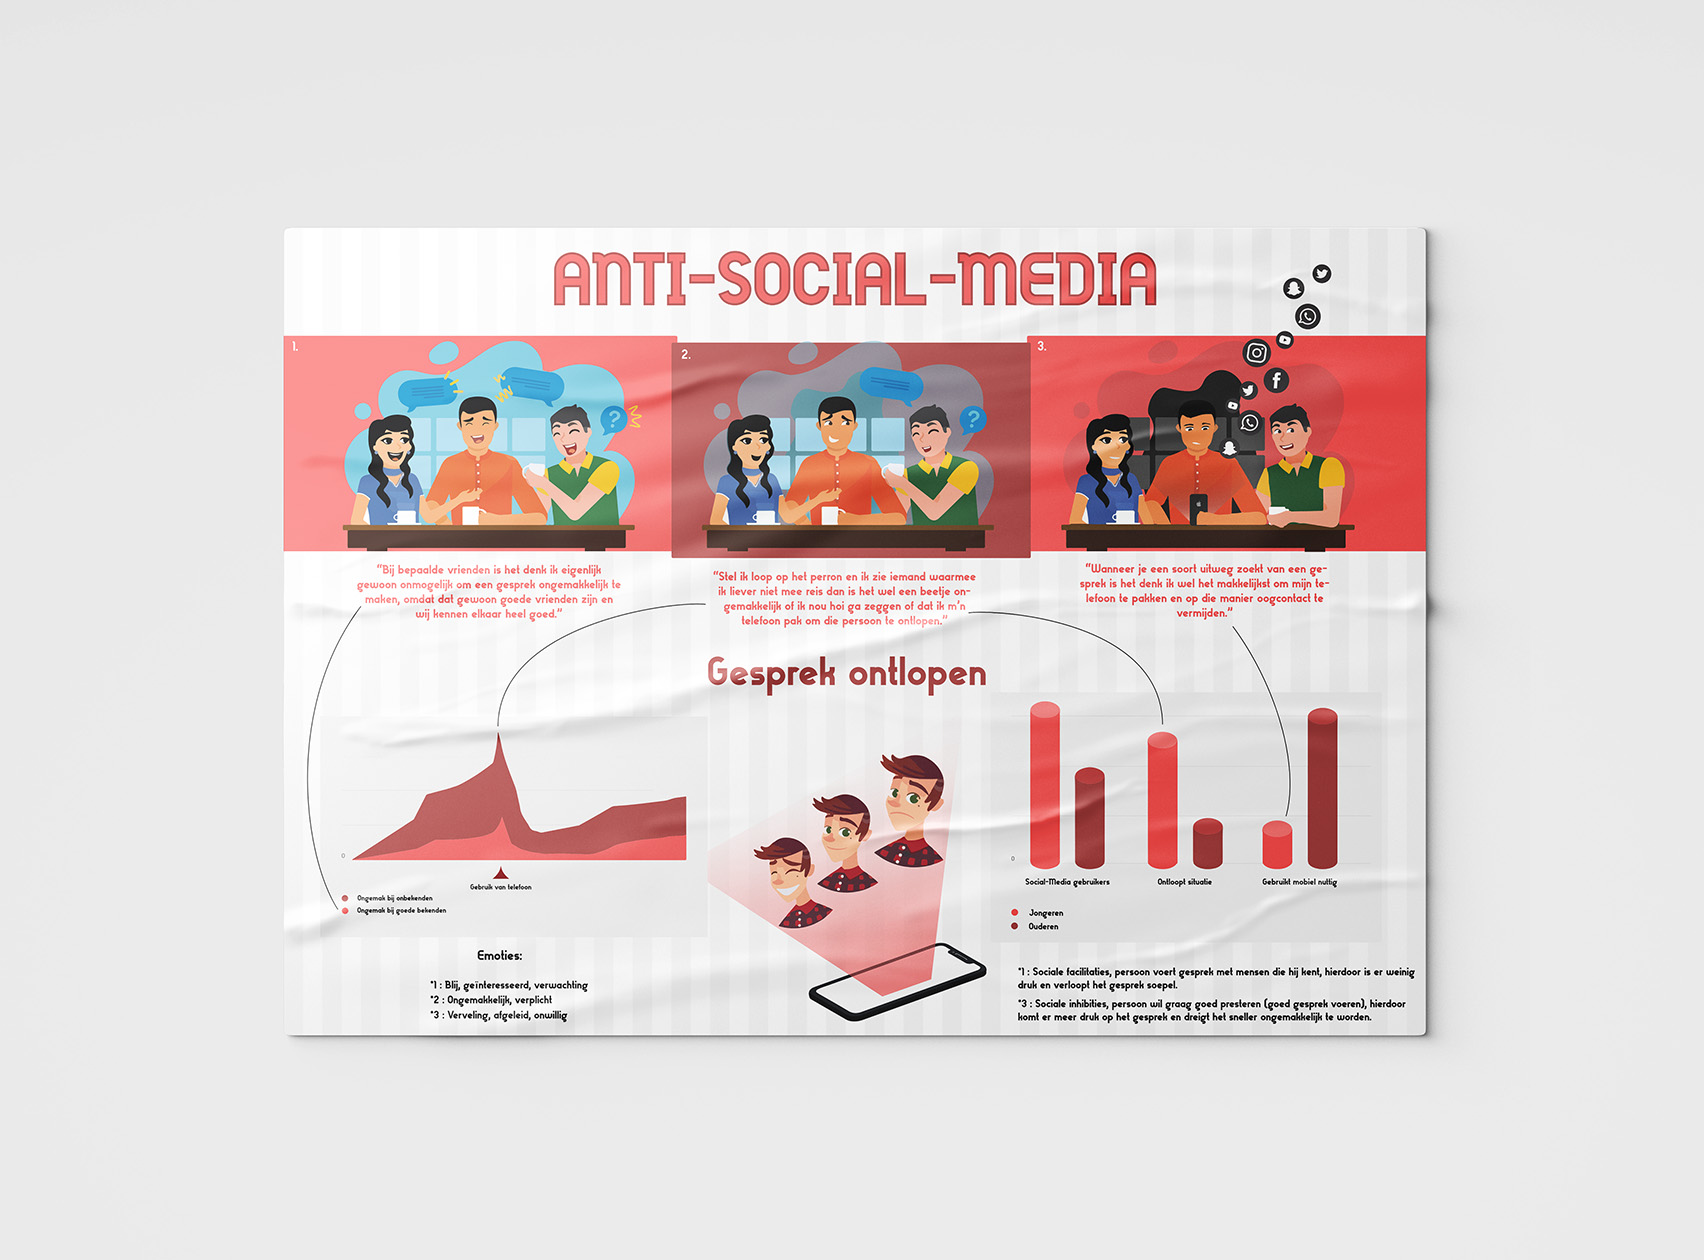 ANTI-SOCIAL-MEDIA
1.
2.
3.
?
?
"Bij bepaalde vrienden is het denk ik eigenlijk
gewoon onmogelijk om een gesprek ongemakkelijk te
maken, omdat dat gewoon goede vrienden zijn en
wij kennen elkaar heel goed."
"Stel ik loop op het perron en ik zie iemand waarmee
ik liever niet mee reis dan is het wel een beetje on-
gemakkelijk of ik nou hoi ga zeggen of dat ik m'n
telefoon pak om die persoon te ontlopen."
"Wanneer je een soort uitweg zoekt van een ge-
sprek is het denk ik wel het makkelijkst om mijn te-
lefoon te pakken en op die manier oogcontact te
vermijden."
Gesprek ontlopen
0
Gebruik van telefoon
Ongemak bij onbekenden
Ongemak bij goede bekenden
0
Social-Media gebruikers
Ontloopt situatie
Gebruikt mobiel nuttig
Jongeren
Ouderen
Emoties:
*1 : Blij, geïnteresseerd, verwachting
*2 : Ongemakkelijk, verplicht
*3 : Verveling, afgeleid, onwillig
*1 : Sociale facilitaties, persoon voert gesprek met mensen die hij kent, hierdoor is er weinig
druk en verloopt het gesprek soepel.
*3 : Sociale inhibities, persoon wil graag goed presteren (goed gesprek voeren), hierdoor
komt er meer druk op het gesprek en dreigt het sneller ongemakkelijk te worden.